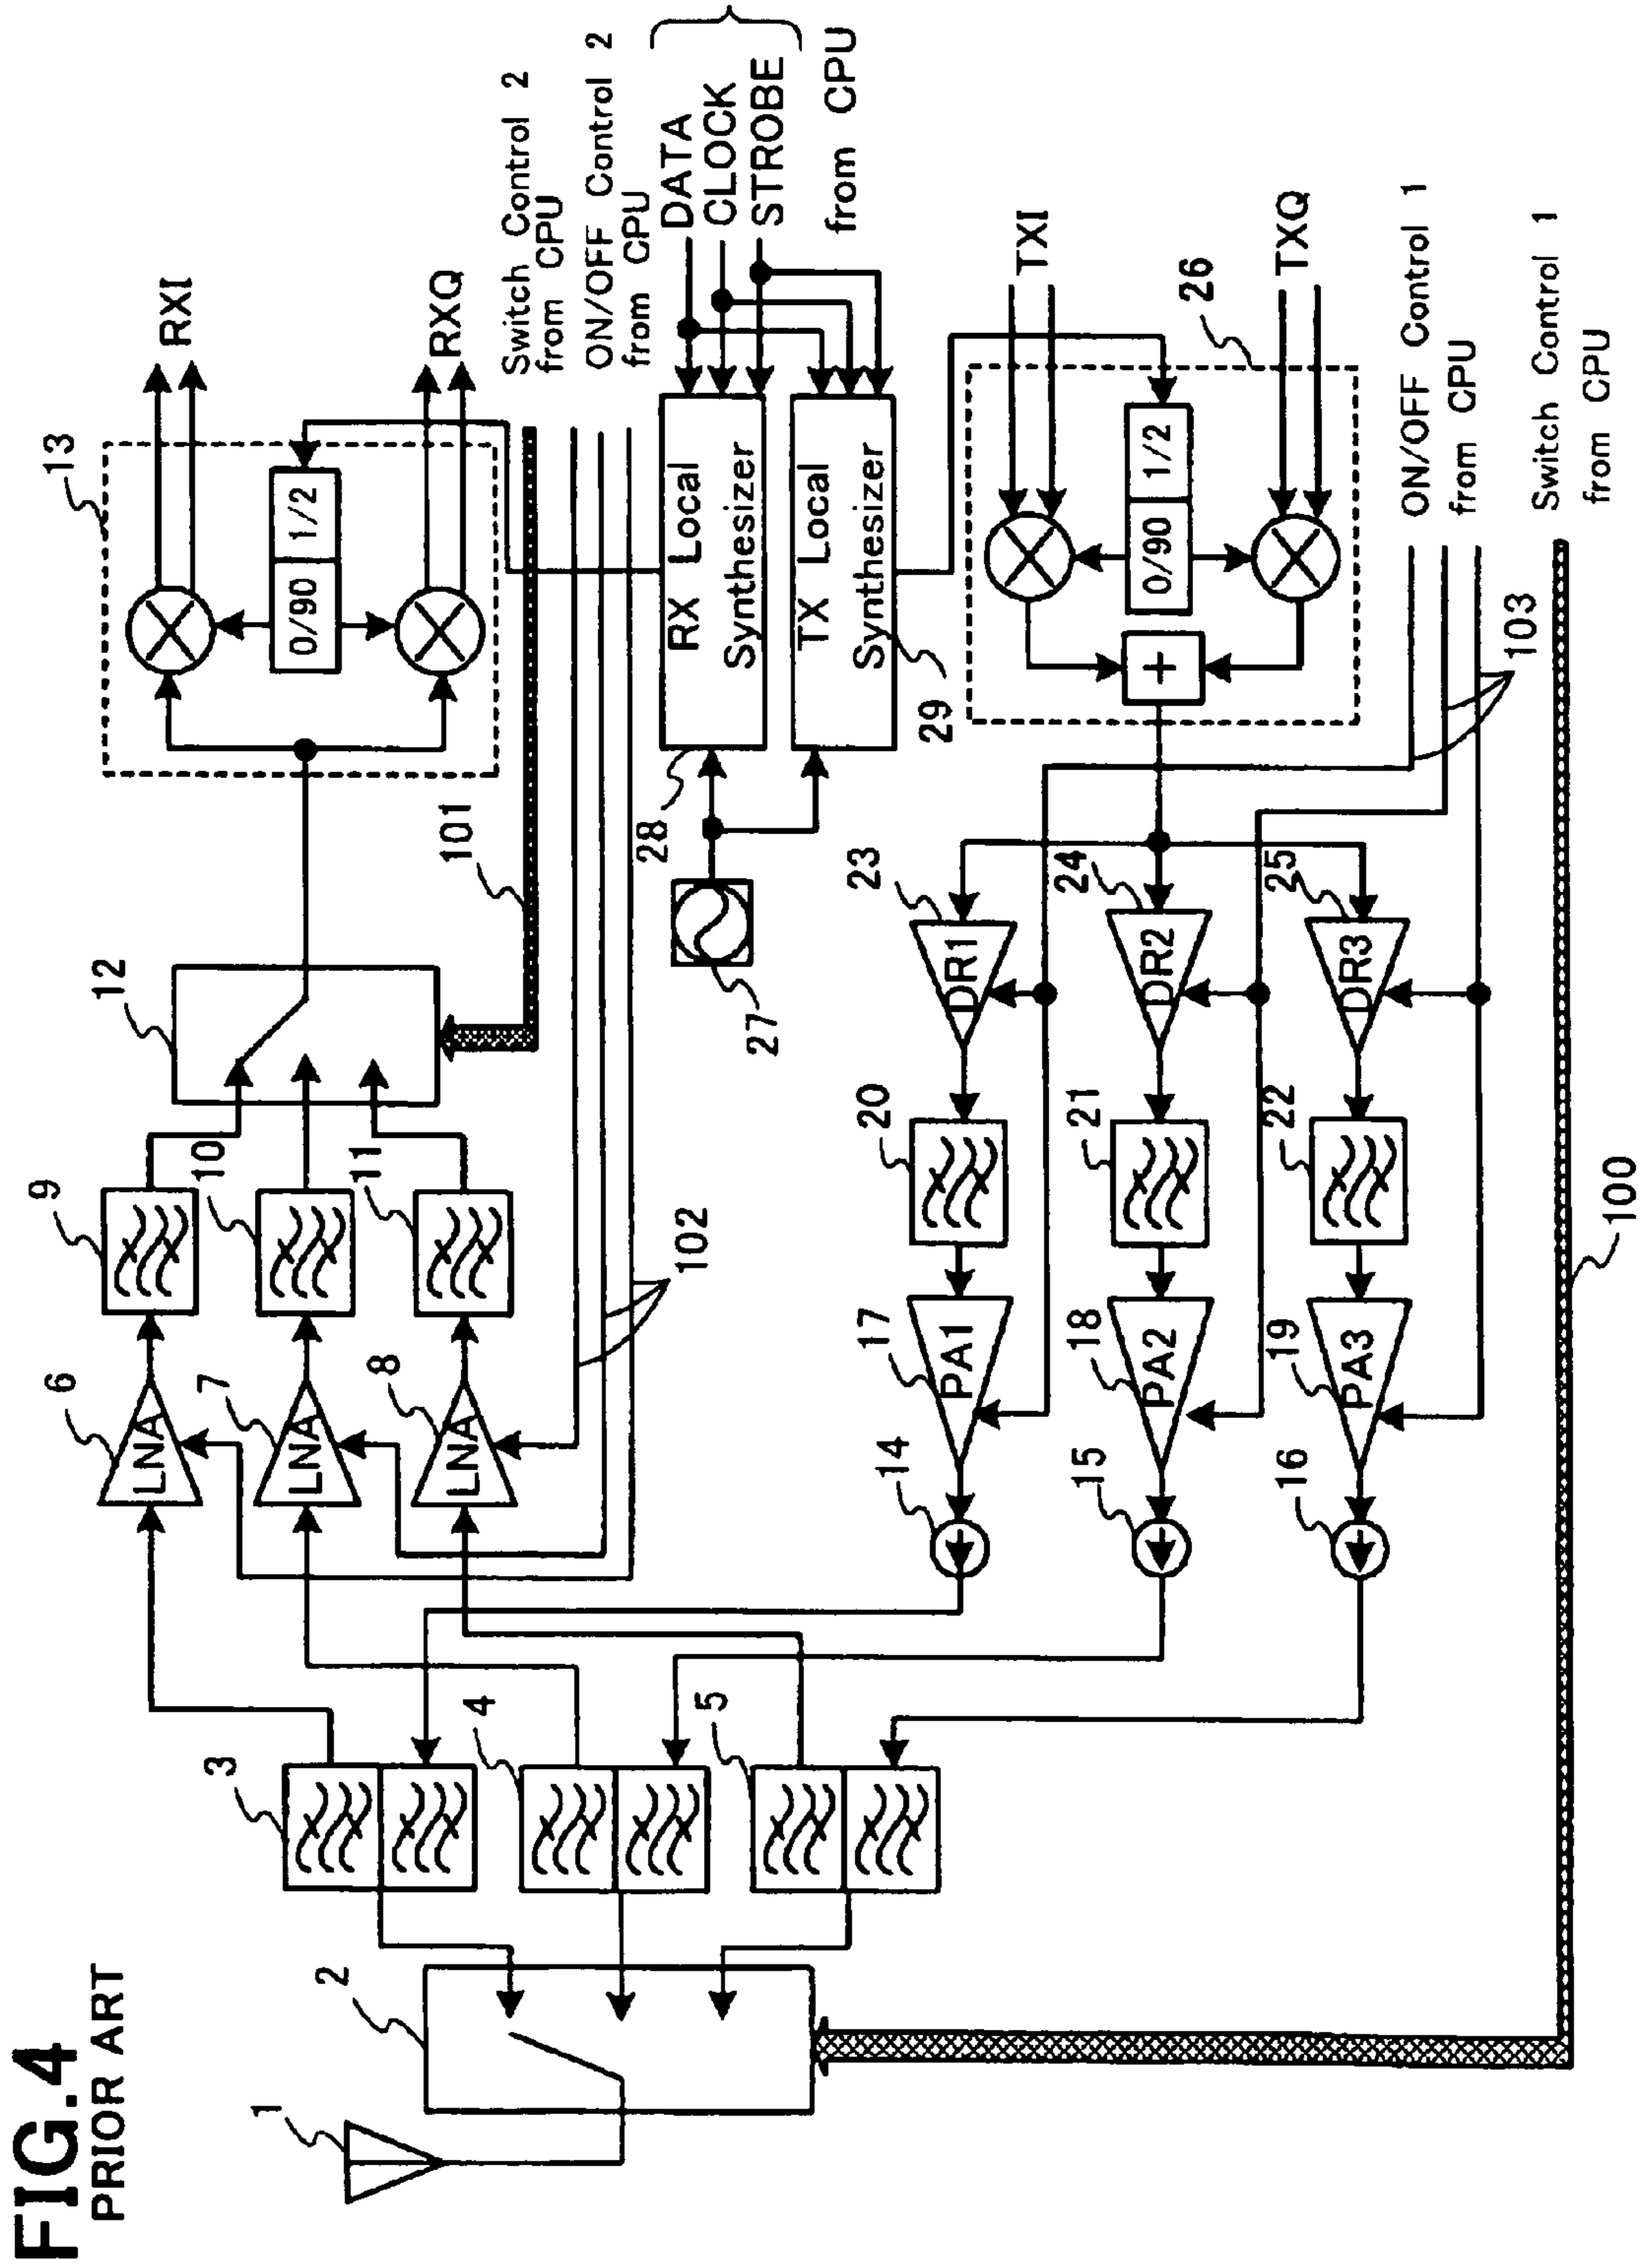 FIG.4
PRIOR ART
1
2
3
4
5
6
LNA
7
LNA
8
LNA
9
10
11
12
13
0/90
1/2
RXI
RXQ
101
102
Switch Control 2
from CPU
ON/OFF Control 2
from CPU
DATA
CLOCK
STROBE
from CPU
27
28
RX Local
Synthesizer
TX Local
Synthesizer
29
26
TXI
TXQ
0/90
1/2
+
23
DR1
24
DR2
25
DR3
20
21
22
17
PA1
18
PA2
19
PA3
14
15
16
103
ON/OFF Control 1
from CPU
Switch Control 1
from CPU
100